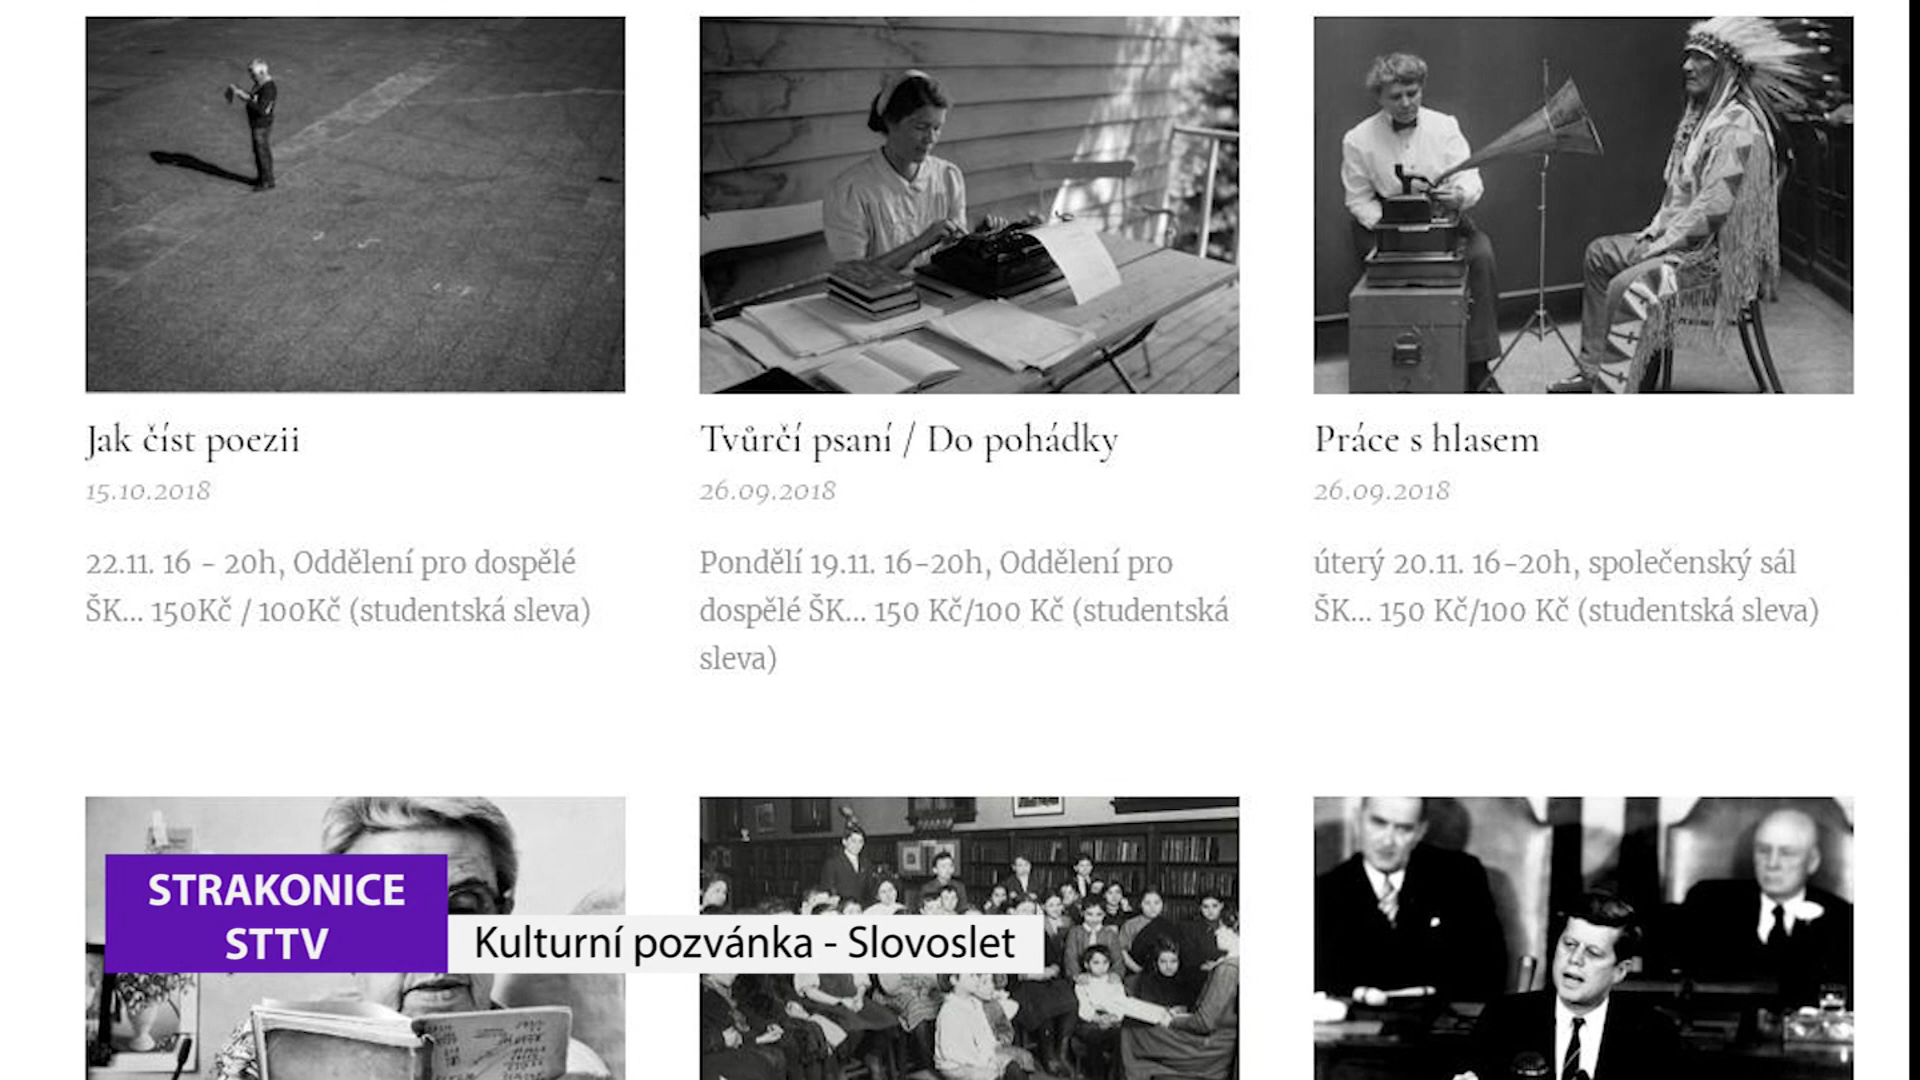 Jak číst poezii
15.10.2018
22.11. 16 - 20h, Oddělení pro dospělé
ŠK... 150Kč / 100Kč (studentská sleva)
Tvůrčí psaní / Do pohádky
26.09.2018
Pondělí 19.11. 16-20h, Oddělení pro
dospělé ŠK... 150 Kč/100 Kč (studentská
sleva)
Práce s hlasem
26.09.2018
úterý 20.11. 16-20h, společenský sál
ŠK... 150 Kč/100 Kč (studentská sleva)
STRAKONICE
STTV
Kulturní pozvánka - Slovoslet